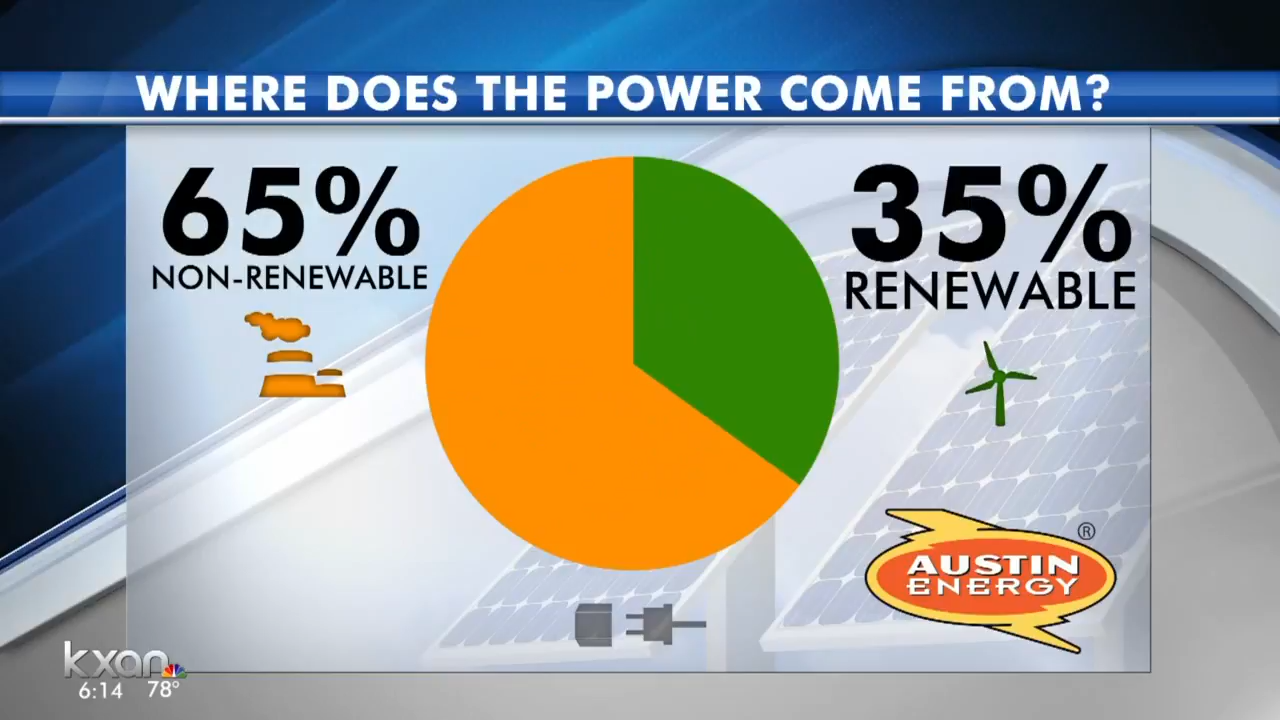 WHERE DOES THE POWER COME FROM?
65%
NON-RENEWABLE
35%
RENEWABLE
AUSTIN
ENERGY
®
kxan
6:14 78°